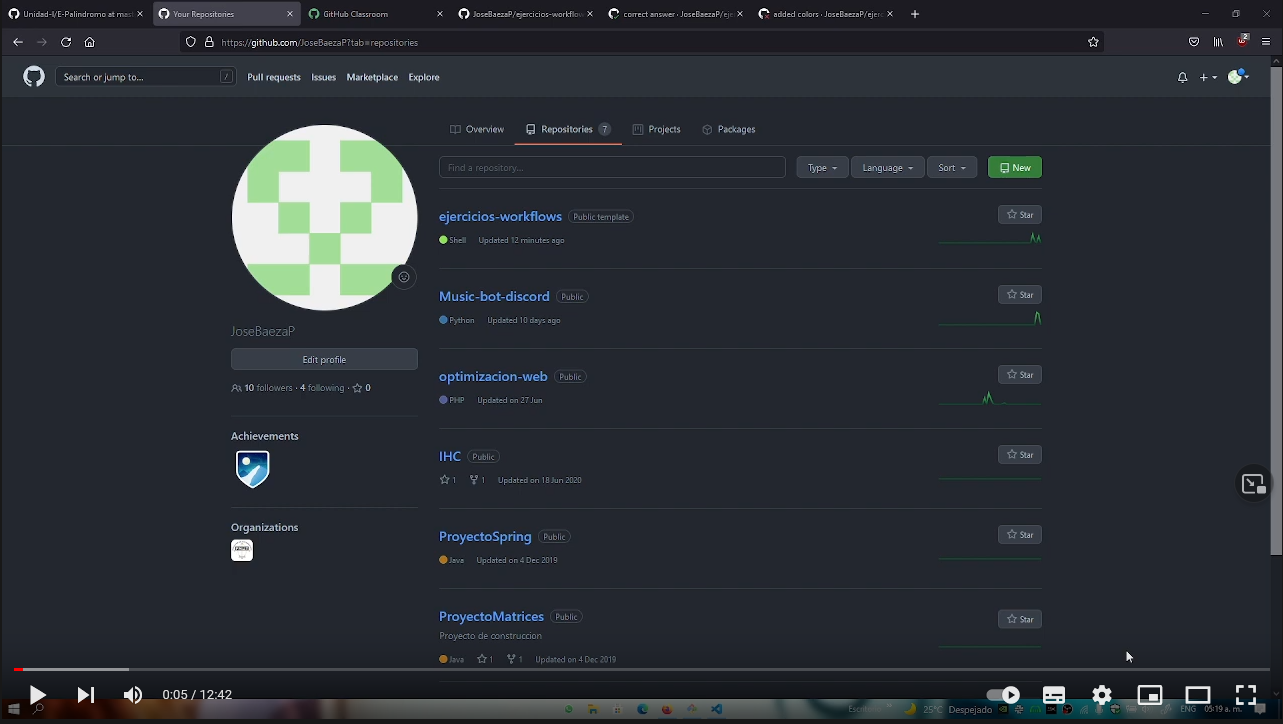 Unidad-I/E-Palindromo at mast
Your Repositories
GitHub Classroom
JoseBaezaP/ejercicios-workflow
correct answer · JoseBaezaP/eje
added colors · JoseBaezaP/ejerc
https://github.com/JoseBaezaP?tab=repositories
2
Search or jump to...
/
Pull requests
Issues
Marketplace
Explore
Overview
Repositories 7
Projects
Packages
Find a repository...
Type
Language
Sort
New
ejercicios-workflows Public template
Star
Shell Updated 12 minutes ago
Music-bot-discord Public
Star
Python Updated 10 days ago
JoseBaezaP
Edit profile
10 followers · 4 following · 0
optimizacion-web Public
Star
PHP Updated on 27 Jun
Achievements
IHC Public
Star
1 1 Updated on 18 Jun 2020
Organizations
ProyectoSpring Public
Star
Java Updated on 4 Dec 2019
ProyectoMatrices Public
Star
Proyecto de construccion
Java 1 1 Updated on 4 Dec 2019
0:05 / 12:42
Escritorio
25°C Despejado
ENG 05:19 a. m.